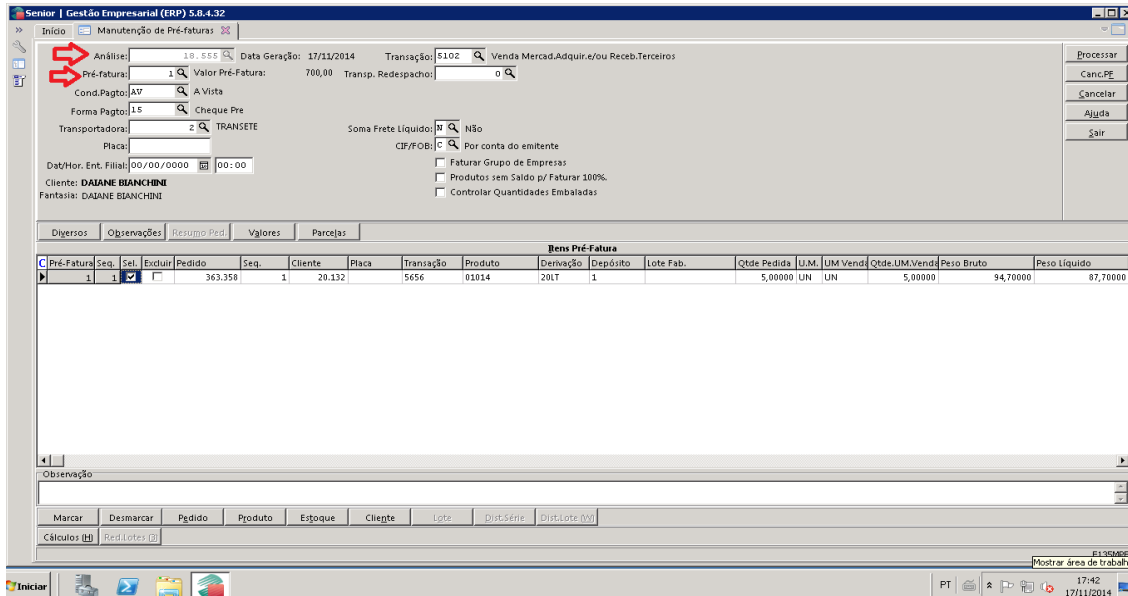 Senior | Gestão Empresarial (ERP) 5.8.4.32
Início Manutenção de Pré-faturas
Análise: 18.555 Data Geração: 17/11/2014 Transação: 5102 Venda Mercad.Adquir.e/ou Receb.Terceiros
Pré-fatura: 1 Valor Pré-Fatura: 700,00 Transp. Redespacho: 0
Cond.Pagto: AV A Vista
Forma Pagto: 15 Cheque Pre
Transportadora: 2 TRANSETE Soma Frete Líquido: N Não
Placa: CIF/FOB: C Por conta do emitente
Dat/Hor. Ent. Filial: 00/00/0000 00:00 Faturar Grupo de Empresas
Produtos sem Saldo p/ Faturar 100%.
Cliente: DAIANE BIANCHINI
Controlar Quantidades Embaladas
Fantasia: DAIANE BIANCHINI
Processar
Canc.PF
Cancelar
Ajuda
Sair
Diversos Observações Resumo Ped. Valores Parcelas
Itens Pré-Fatura
C Pré-Fatura Seq. Sel. Excluir Pedido Seq. Cliente Placa Transação Produto Derivação Depósito Lote Fab. Qtde Pedida U.M. UM Venda Qtde.UM.Venda Peso Bruto Peso Líquido
1 1 363.358 1 20.132 5656 01014 20LT 1 5,00000 UN UN 5,00000 94,70000 87,70000
Observação
Marcar Desmarcar Pedido Produto Estoque Cliente Lote Dist.Série Dist.Lote (W)
Cálculos (H) Red.Lotes (3)
Mostrar área de trabalh
Iniciar PT 17:42
17/11/2014